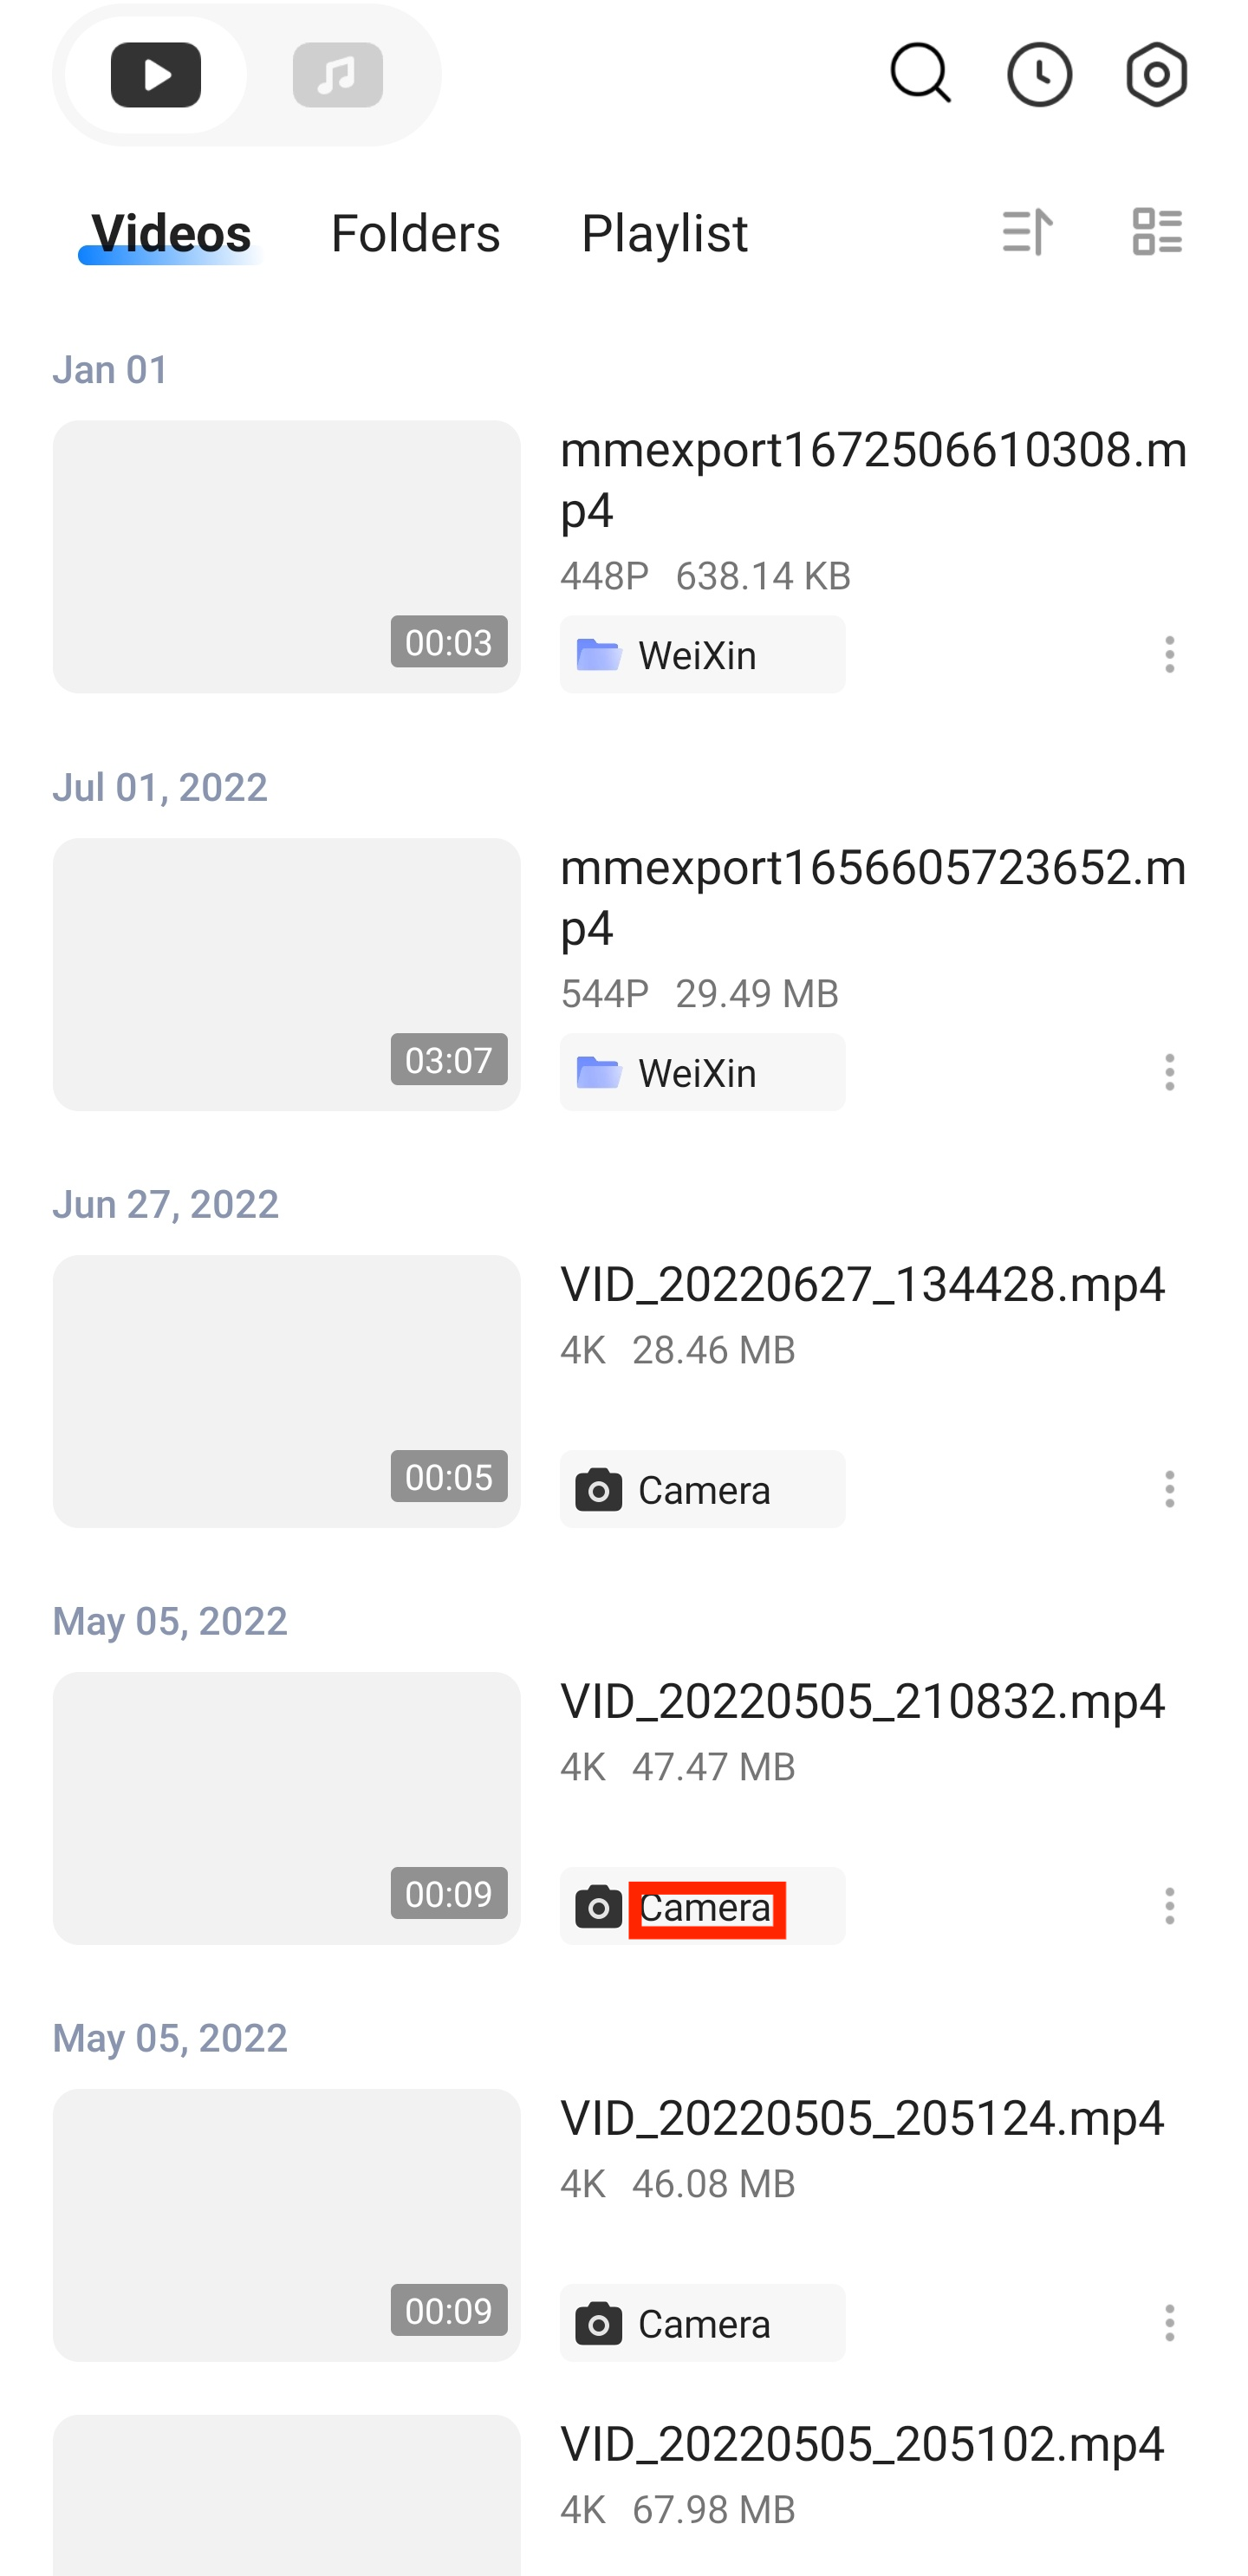 Videos Folders Playlist
Jan 01
mmexport1672506610308.m
p4
448P 638.14 KB
00:03
WeiXin
Jul 01, 2022
mmexport1656605723652.m
p4
544P 29.49 MB
03:07
WeiXin
Jun 27, 2022
VID_20220627_134428.mp4
4K 28.46 MB
00:05
Camera
May 05, 2022
VID_20220505_210832.mp4
4K 47.47 MB
00:09
Camera
May 05, 2022
VID_20220505_205124.mp4
4K 46.08 MB
00:09
Camera
VID_20220505_205102.mp4
4K 67.98 MB